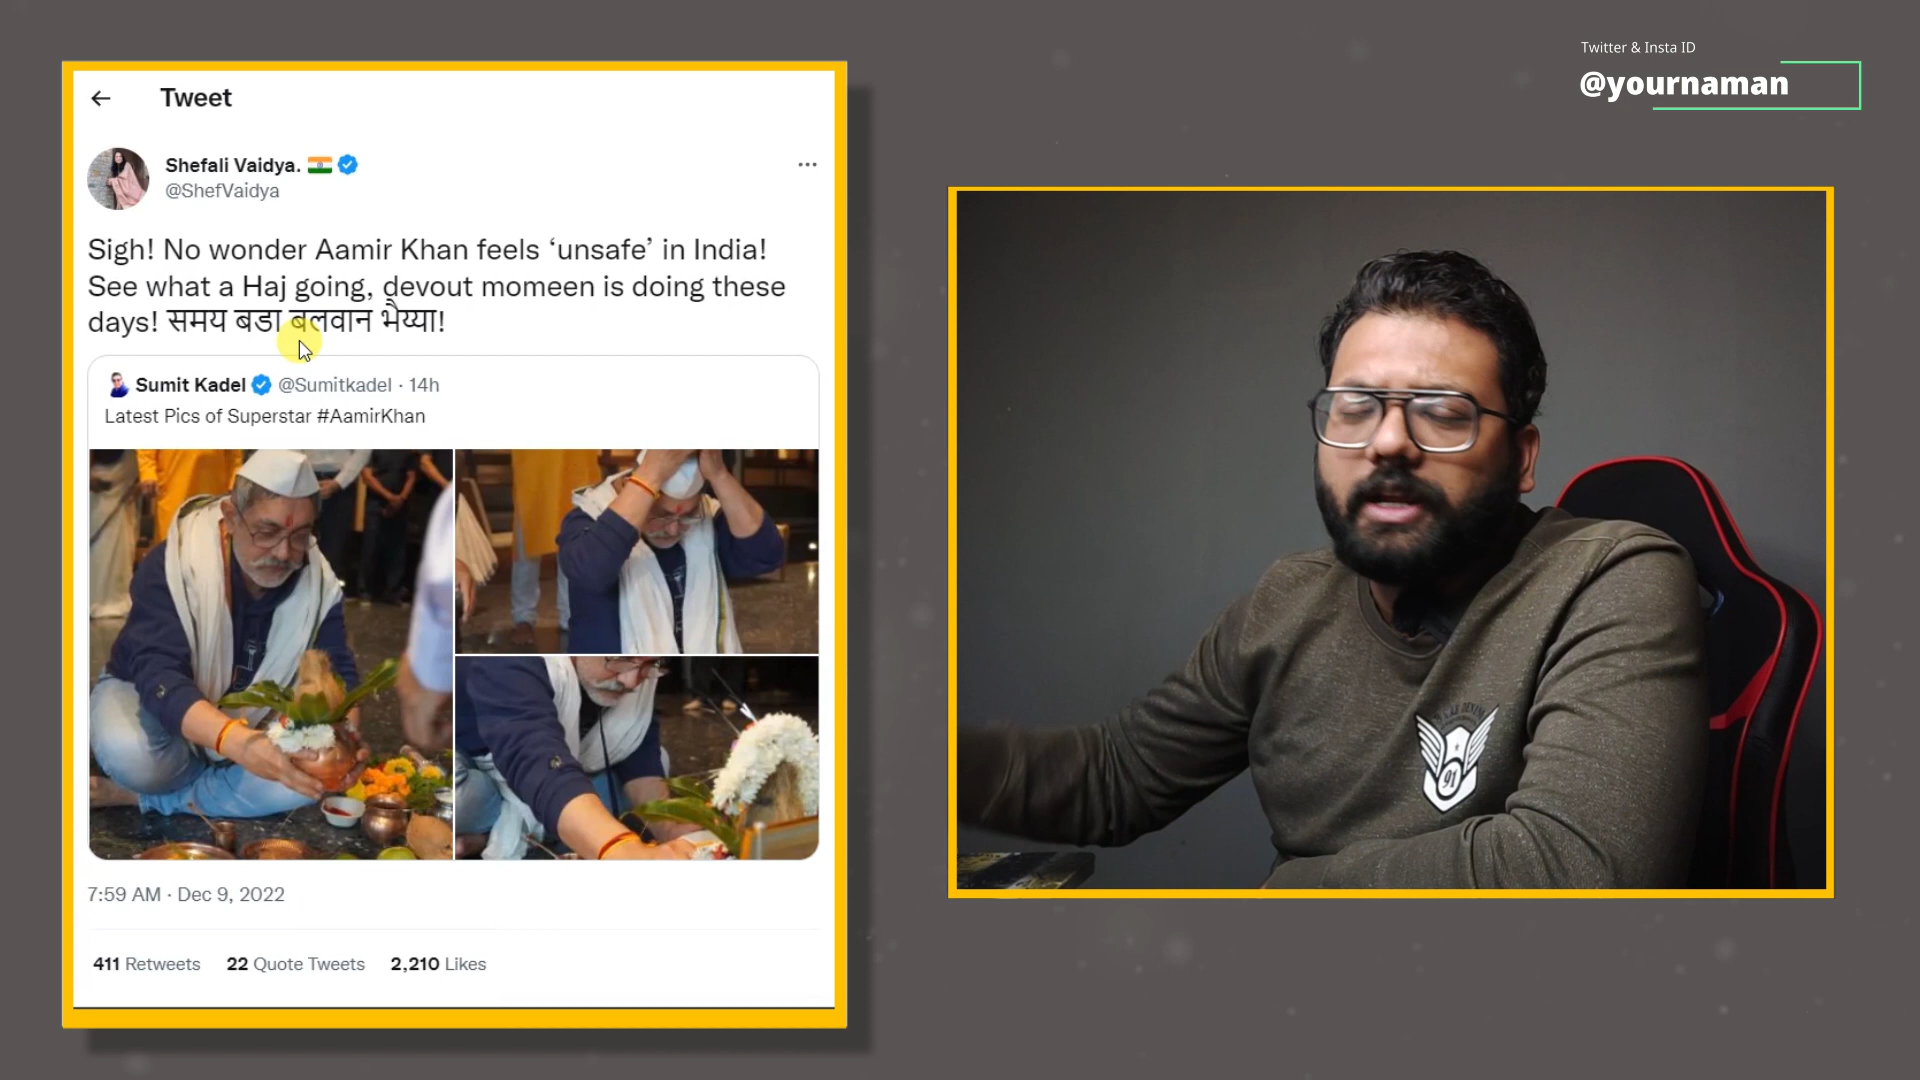 Twitter & Insta ID
@yournaman
Tweet
Shefali Vaidya.
@ShefVaidya
Sigh! No wonder Aamir Khan feels ‘unsafe’ in India!
See what a Haj going, devout momeen is doing these
days! समय बडा बलवान भैय्या!
Sumit Kadel @Sumitkadel · 14h
Latest Pics of Superstar #AamirKhan
7:59 AM · Dec 9, 2022
411 Retweets 22 Quote Tweets 2,210 Likes
91